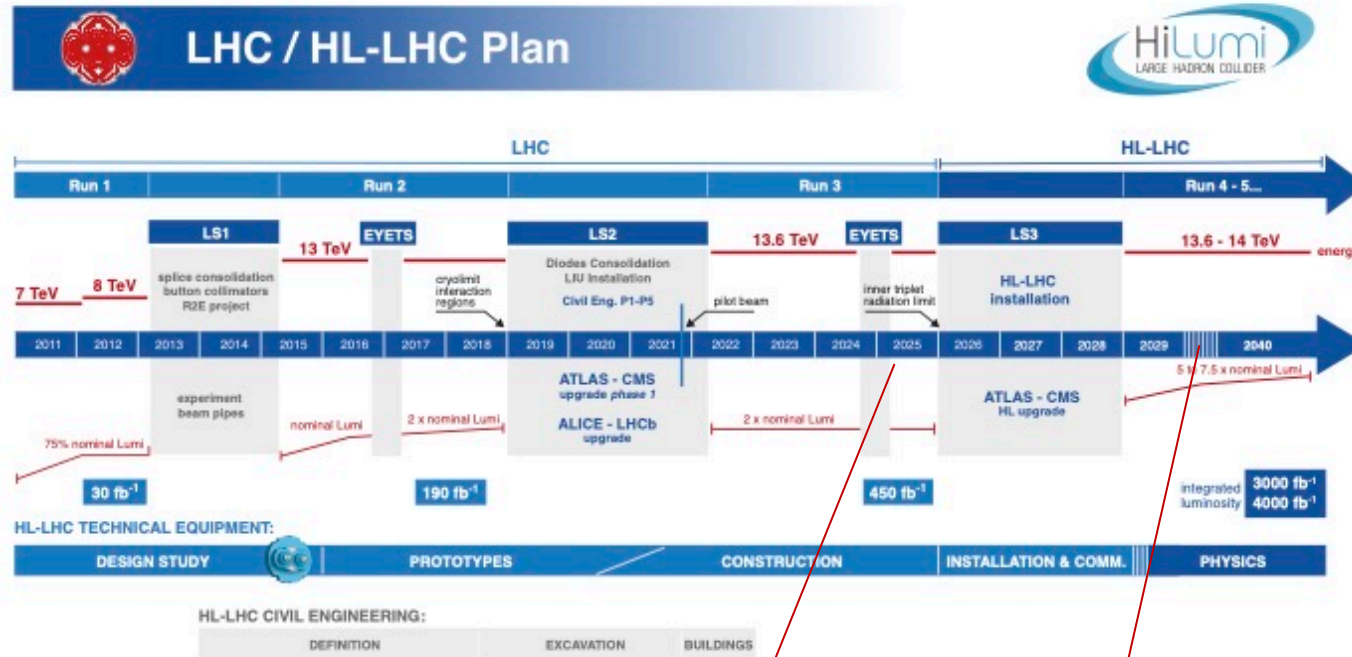 LHC / HL-LHC Plan
HiLumi
LARGE HADRON COLLIDER
LHC
HL-LHC
Run 1
Run 2
Run 3
Run 4 - 5...
LS1
EYETS
LS2
EYETS
LS3
7 TeV
8 TeV
13 TeV
13.6 TeV
13.6 - 14 TeV
energy
splice consolidation
button collimators
R2E project
cryolimit
interaction
regions
Diodes Consolidation
LIU Installation
Civil Eng. P1-P5
pilot beam
inner triplet
radiation limit
HL-LHC
installation
2011 2012 2013 2014 2015 2016 2017 2018 2019 2020 2021 2022 2023 2024 2025 2026 2027 2028 2029 2040
experiment
beam pipes
ATLAS - CMS
upgrade phase 1
ALICE - LHCb
upgrade
ATLAS - CMS
HL upgrade
5 to 7.5 x nominal Lumi
75% nominal Lumi
nominal Lumi
2 x nominal Lumi
2 x nominal Lumi
30 fb⁻¹
190 fb⁻¹
450 fb⁻¹
integrated
luminosity
3000 fb⁻¹
4000 fb⁻¹
HL-LHC TECHNICAL EQUIPMENT:
DESIGN STUDY
PROTOTYPES
CONSTRUCTION
INSTALLATION & COMM.
PHYSICS
HL-LHC CIVIL ENGINEERING:
DEFINITION
EXCAVATION
BUILDINGS